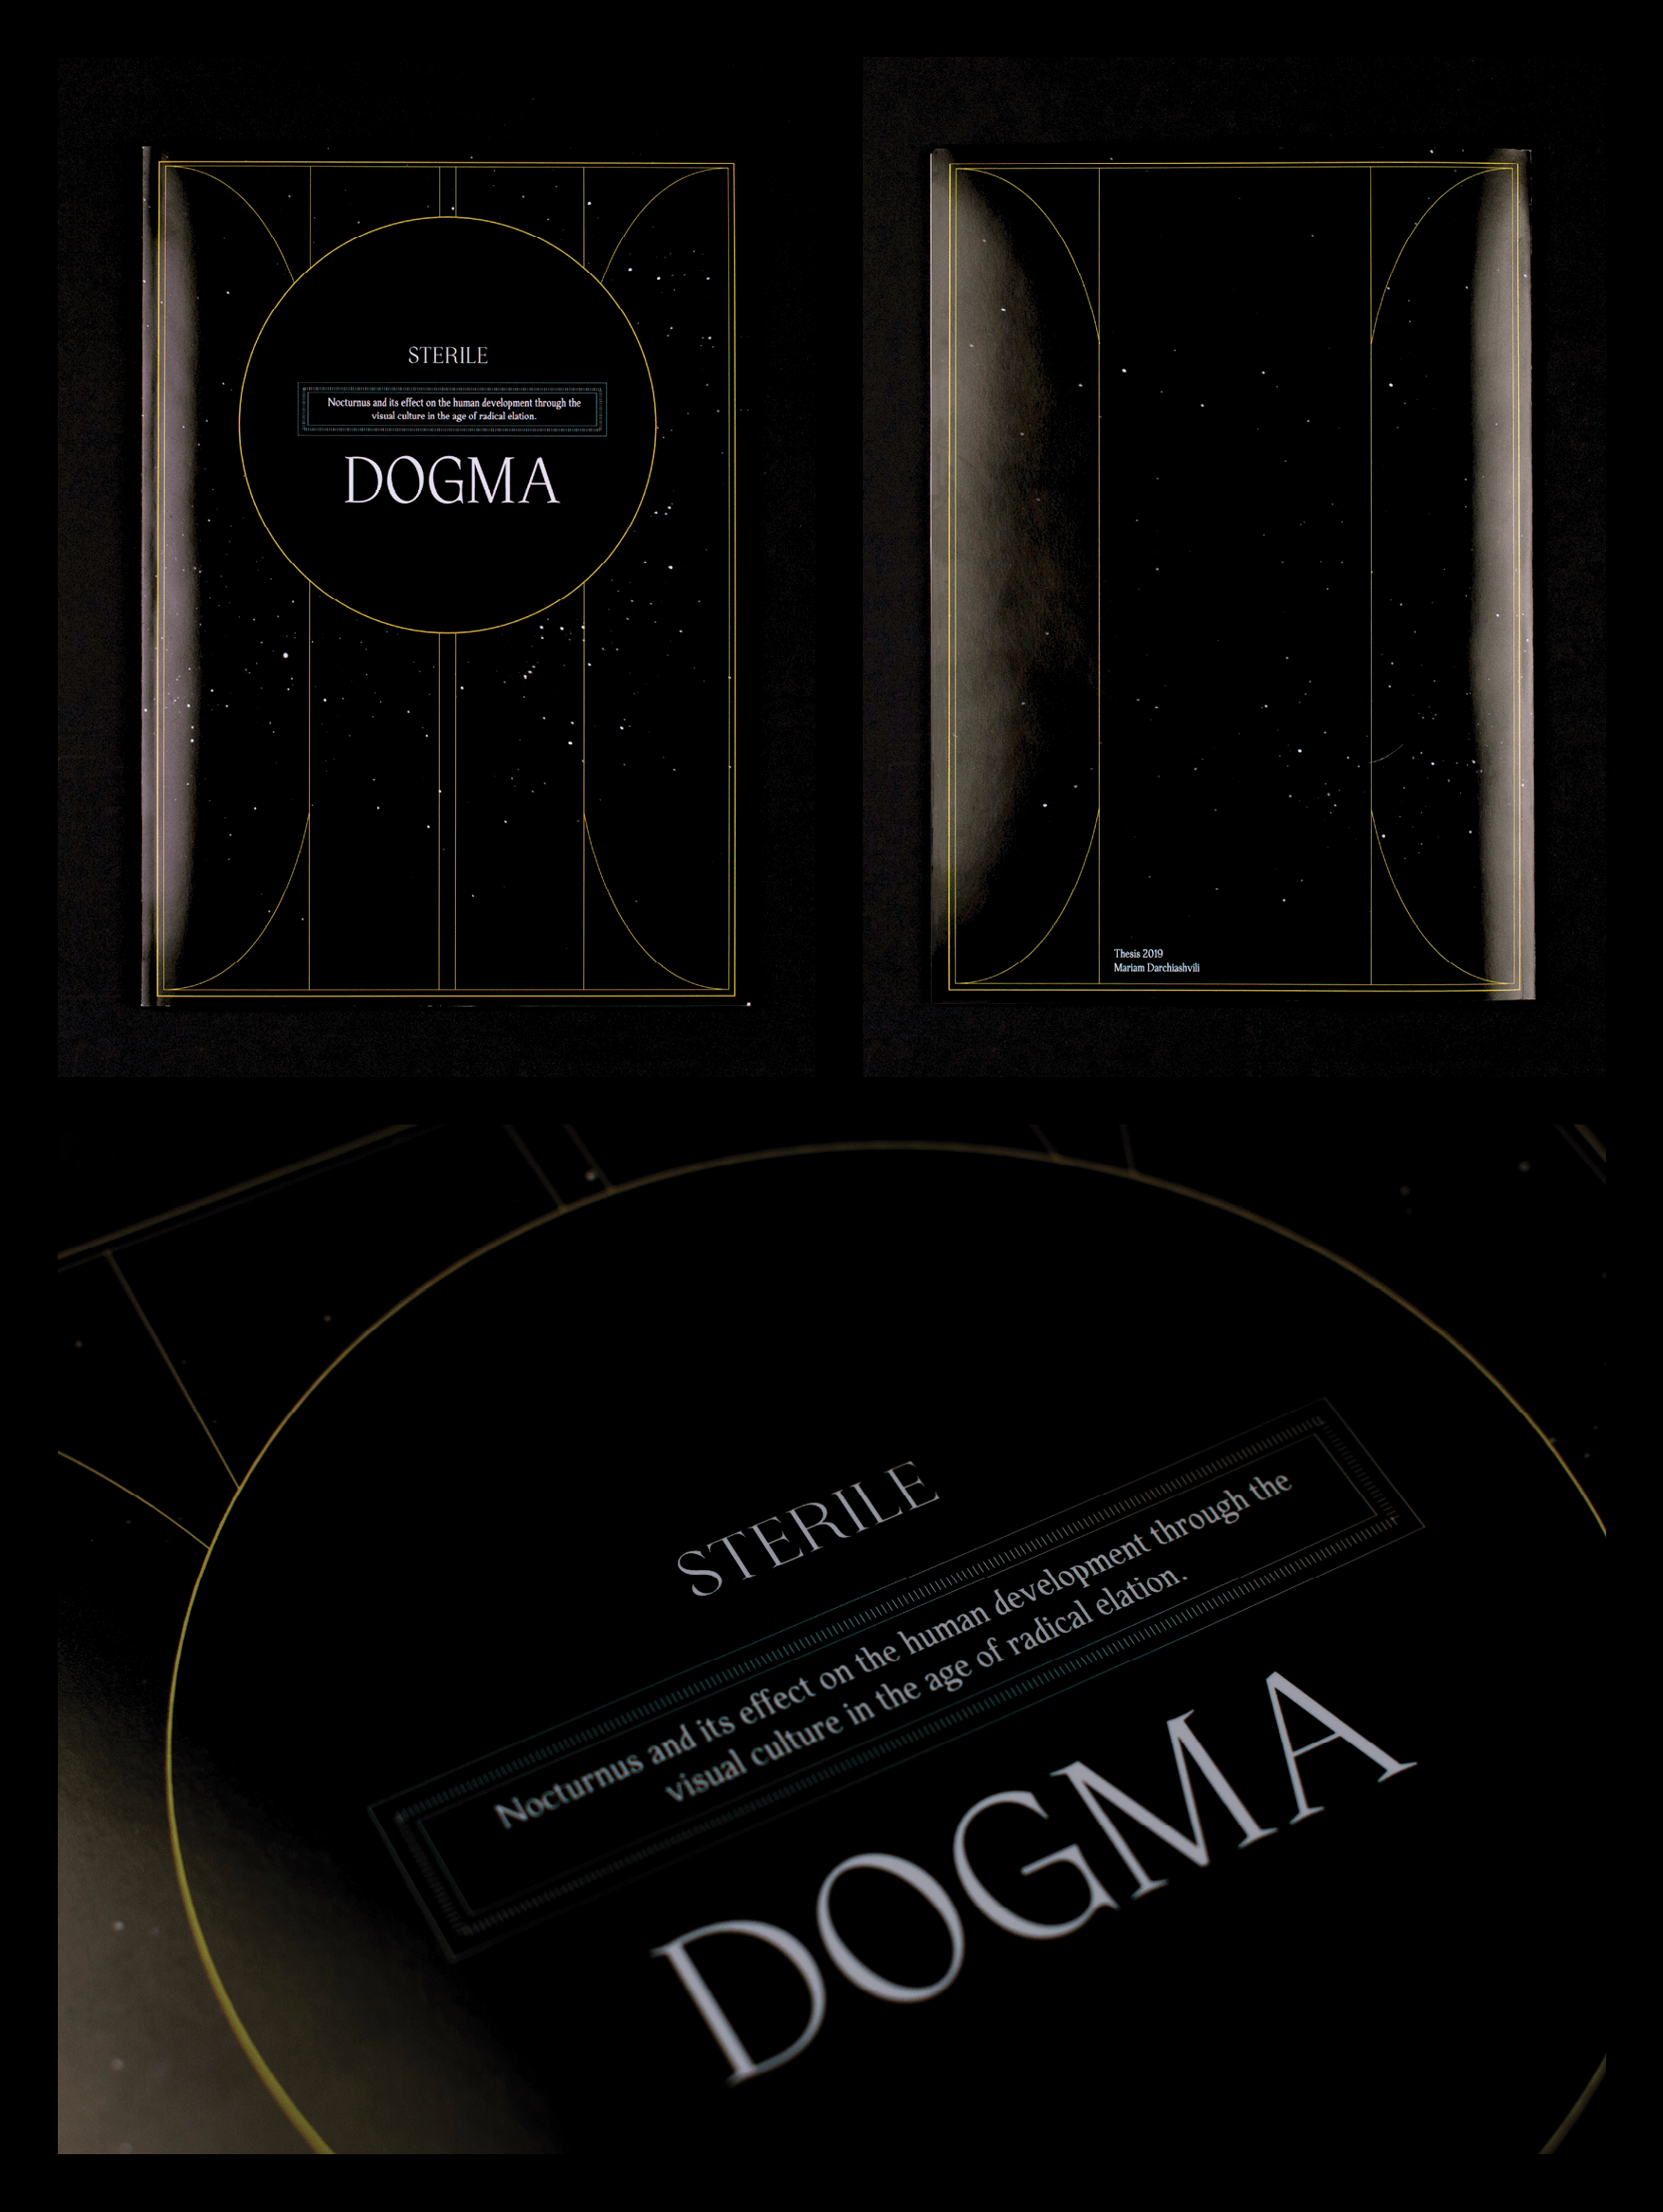 STERILE
Nocturnus and its effect on the human development through the
visual culture in the age of radical elation.
DOGMA
Thesis 2019
Mariam Darchiashvili
STERILE
Nocturnus and its effect on the human development through the
visual culture in the age of radical elation.
DOGMA